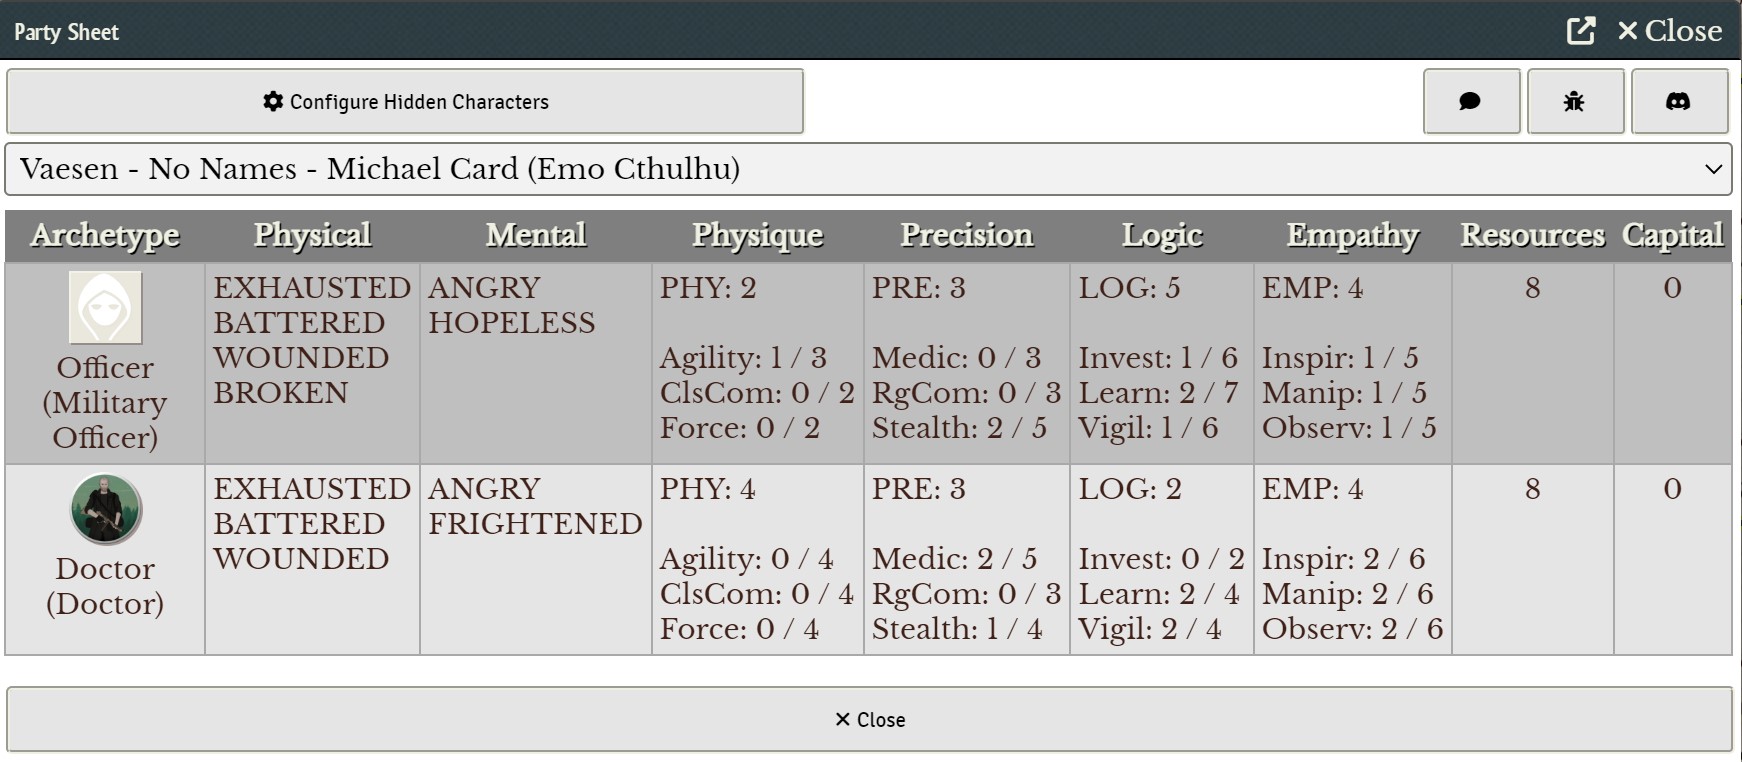 Party Sheet
Close
Configure Hidden Characters
Vaesen - No Names - Michael Card (Emo Cthulhu)
Archetype Physical Mental Physique Precision Logic Empathy Resources Capital
Officer
(Military
Officer)
EXHAUSTED
BATTERED
WOUNDED
BROKEN
ANGRY
HOPELESS
PHY: 2
Agility: 1 / 3
ClsCom: 0 / 2
Force: 0 / 2
PRE: 3
Medic: 0 / 3
RgCom: 0 / 3
Stealth: 2 / 5
LOG: 5
Invest: 1 / 6
Learn: 2 / 7
Vigil: 1 / 6
EMP: 4
Inspir: 1 / 5
Manip: 1 / 5
Observ: 1 / 5
8
0
Doctor
(Doctor)
EXHAUSTED
BATTERED
WOUNDED
ANGRY
FRIGHTENED
PHY: 4
Agility: 0 / 4
ClsCom: 0 / 4
Force: 0 / 4
PRE: 3
Medic: 2 / 5
RgCom: 0 / 3
Stealth: 1 / 4
LOG: 2
Invest: 0 / 2
Learn: 2 / 4
Vigil: 2 / 4
EMP: 4
Inspir: 2 / 6
Manip: 2 / 6
Observ: 2 / 6
8
0
Close